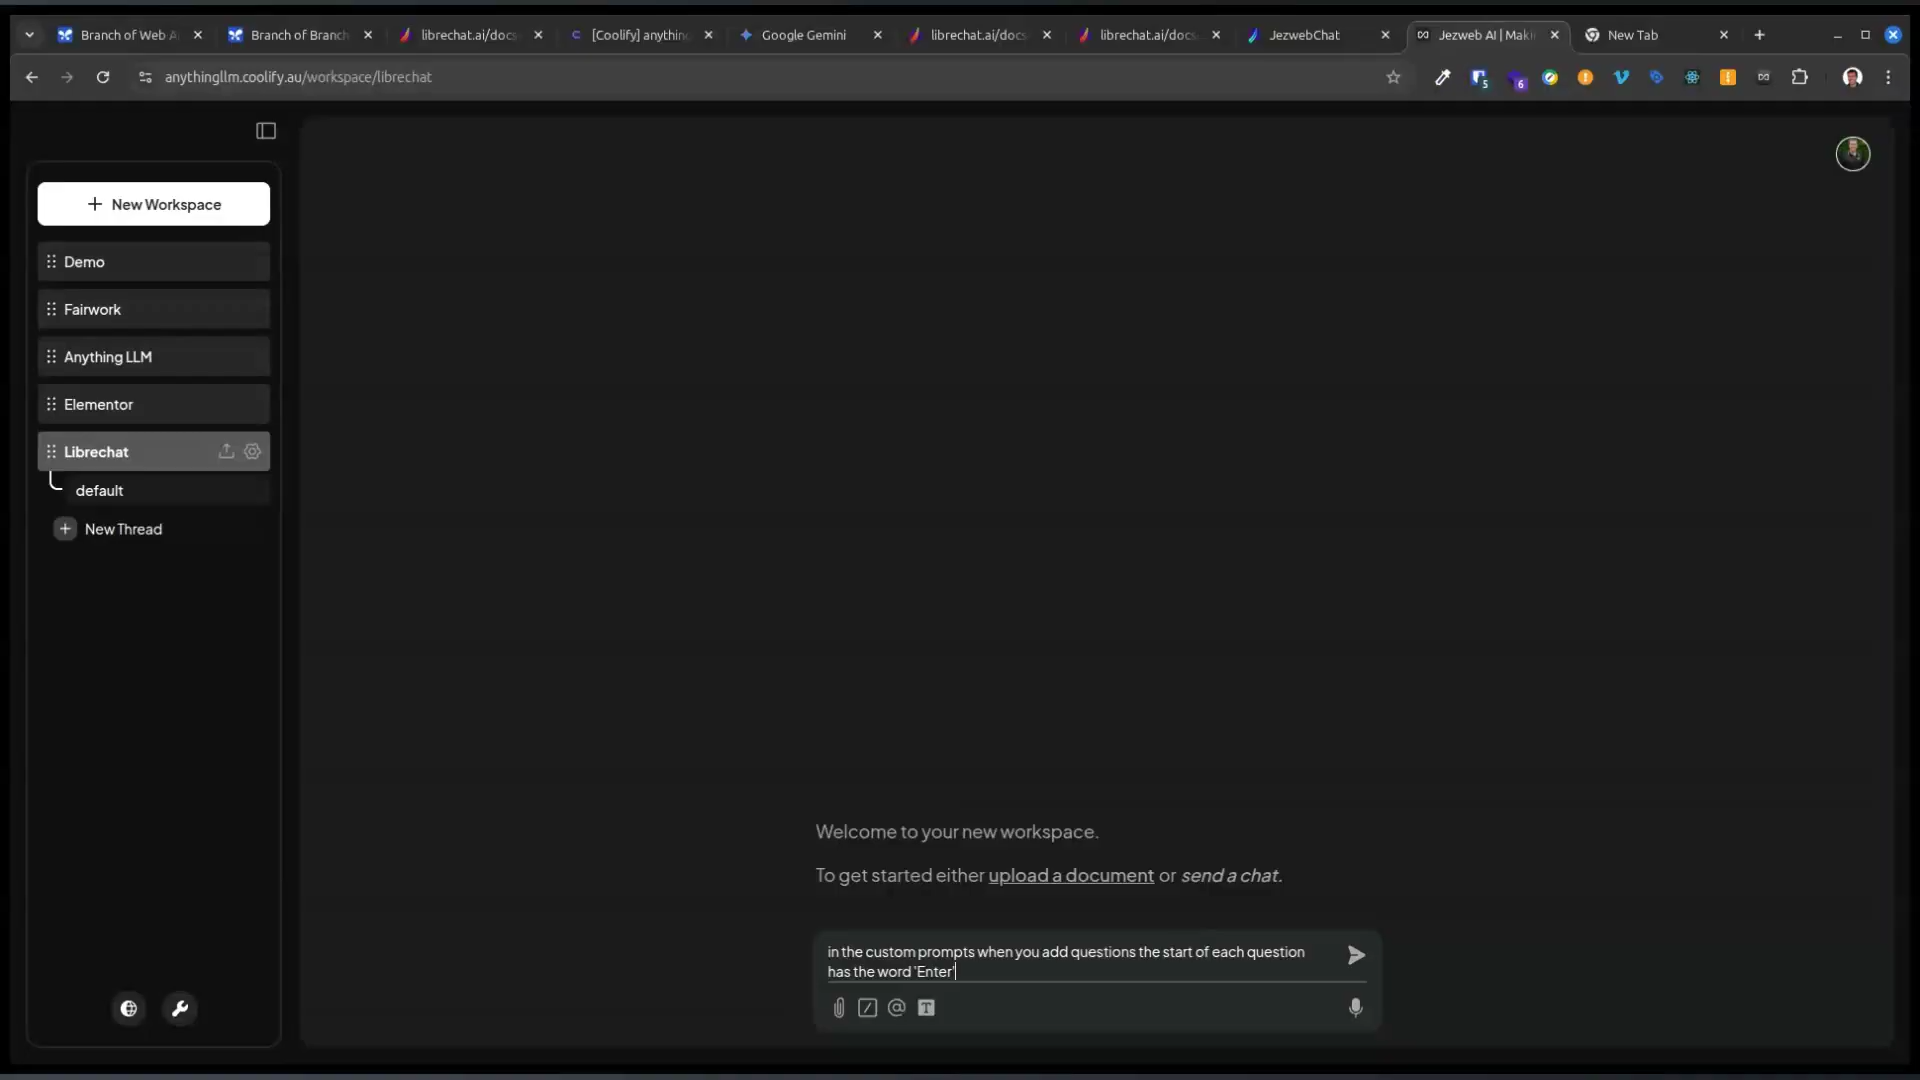 Branch of Web A
Branch of Branch
librechat.ai/docs
[Coolify] anything
Google Gemini
librechat.ai/docs
librechat.ai/docs
JezwebChat
Jezweb AI | Maki
New Tab
anythingllm.coolify.au/workspace/librechat
5
6
New Workspace
Demo
Fairwork
Anything LLM
Elementor
Librechat
default
New Thread
Welcome to your new workspace.
To get started either upload a document or send a chat.
in the custom prompts when you add questions the start of each question
has the word 'Enter'